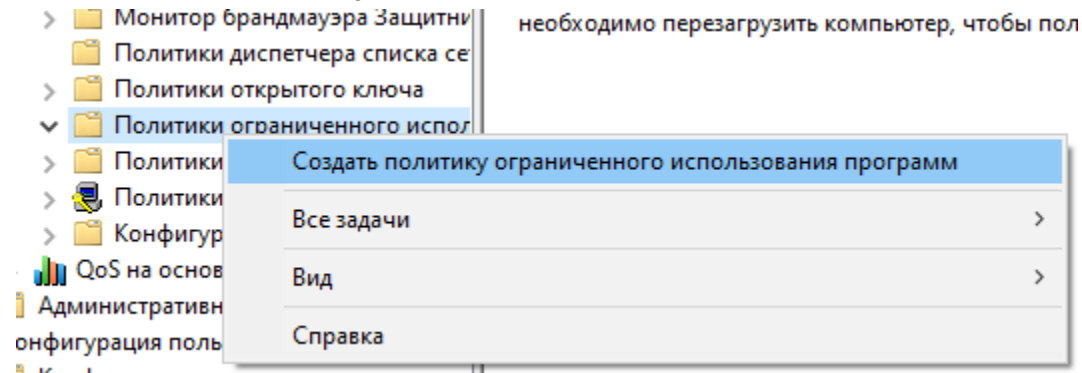 Монитор брандмауэра Защитни
необходимо перезагрузить компьютер, чтобы пол
Политики диспетчера списка се
Политики открытого ключа
Политики ограниченного испол
Политики
Создать политику ограниченного использования программ
Политики
Все задачи
Конфигур
QoS на основ
Вид
Административн
онфигурация поль
Справка